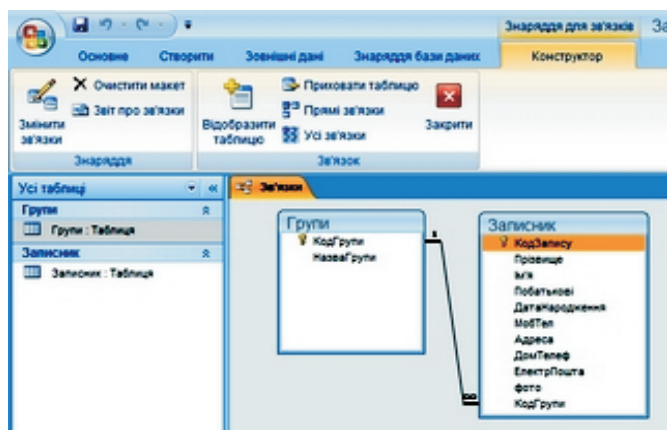 Знаряддя для зв'язків За
Основне Створити Зовнішні дані Знаряддя бази даних Конструктор
Змінити зв'язки
Очистити макет
Звіт про зв'язки
Знаряддя
Відобразити таблицю
Приховати таблицю
Прямі зв'язки
Усі зв'язки
Закрити
Зв'язок
Усі таблиці
Групи
Групи : Таблиця
Записник
Записник : Таблиця
Зв'язки
Групи
КодГрупи
НазваГрупи
1
∞
Записник
КодЗапису
Прізвище
Ім'я
Побатькові
ДатаНародження
МобТел
Адреса
ДомТелеф
ЕлектрПошта
фото
КодГрупи